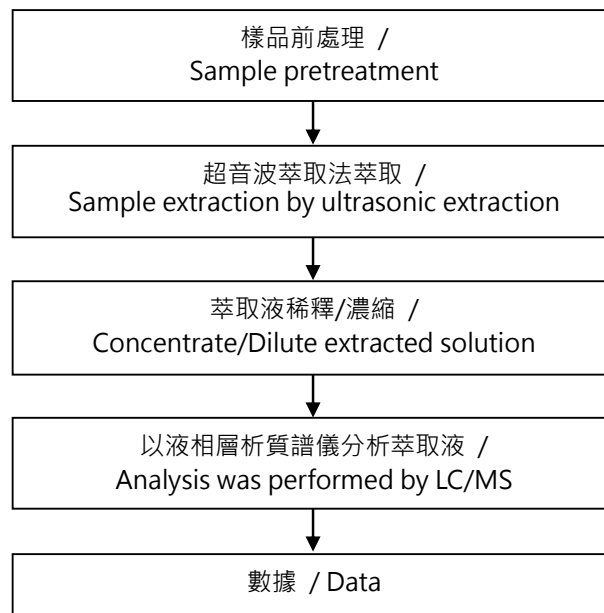 樣品前處理 /
Sample pretreatment
超音波萃取法萃取 /
Sample extraction by ultrasonic extraction
萃取液稀釋/濃縮 /
Concentrate/Dilute extracted solution
以液相層析質譜儀分析萃取液 /
Analysis was performed by LC/MS
數據 / Data